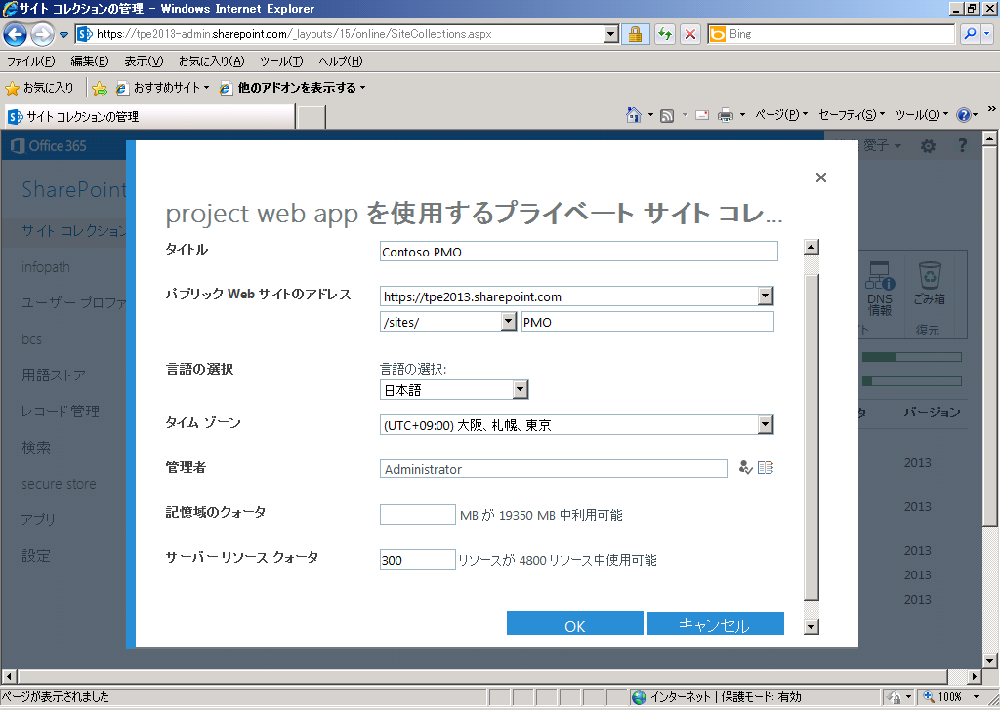 サイト コレクションの管理 - Windows Internet Explorer
https://tpe2013-admin.sharepoint.com/_layouts/15/online/SiteCollections.aspx
Bing
ファイル(F) 編集(E) 表示(V) お気に入り(A) ツール(T) ヘルプ(H)
お気に入り おすすめサイト 他のアドオンを表示する
サイト コレクションの管理
ページ(P) セーフティ(S) ツール(O) »
Office 365
愛子 ?
SharePoint
サイト コレクション
infopath
ユーザー プロファ
bcs
用語ストア
レコード管理
検索
secure store
アプリ
設定
project web app を使用するプライベート サイト コレ...
タイトル
Contoso PMO
パブリック Web サイトのアドレス
https://tpe2013.sharepoint.com
/sites/ PMO
言語の選択
言語の選択:
日本語
タイム ゾーン
(UTC+09:00) 大阪、札幌、東京
管理者
Administrator
記憶域のクォータ
MB が 19350 MB 中利用可能
サーバー リソース クォータ
300 リソースが 4800 リソース中使用可能
OK キャンセル
DNS
情報
ごみ箱
ト 復元
タ バージョン
2013
2013
2013
2013
2013
ページが表示されました
インターネット | 保護モード: 有効
100%